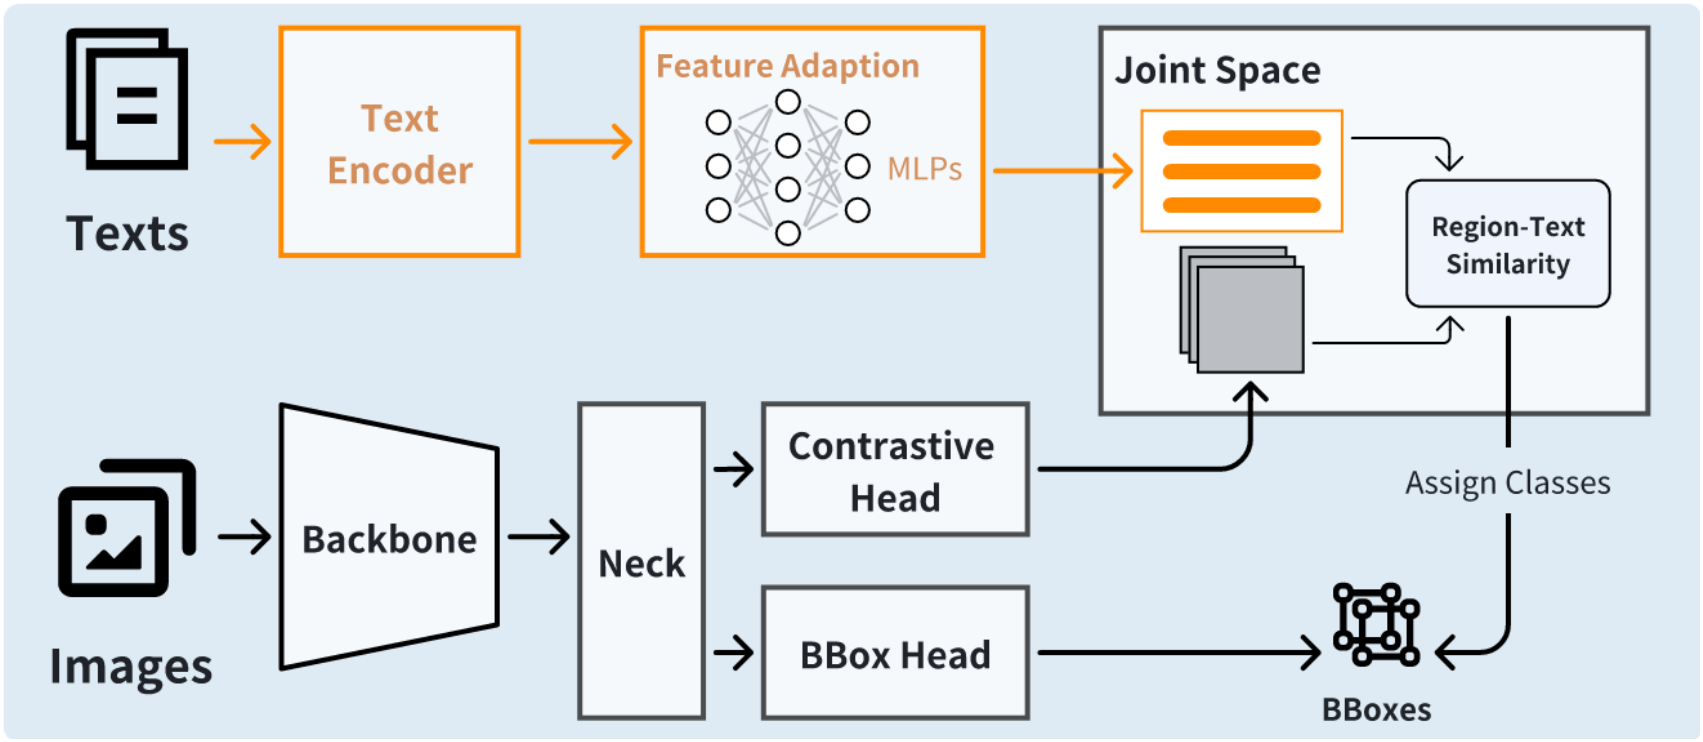 Texts
Text
Encoder
Feature Adaption
MLPs
Joint Space
Region-Text
Similarity
Images
Backbone
Neck
Contrastive
Head
BBox Head
Assign Classes
BBoxes